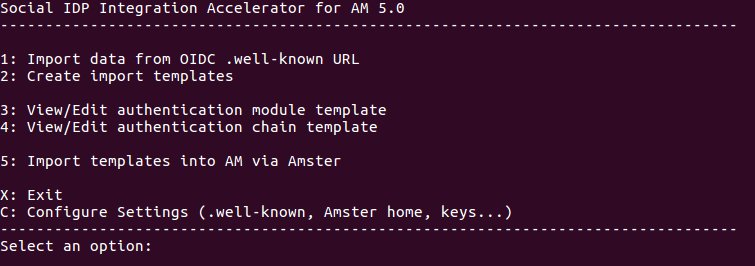 Social IDP Integration Accelerator for AM 5.0
----------------------------------------------------------------------------------
1: Import data from OIDC .well-known URL
2: Create import templates
3: View/Edit authentication module template
4: View/Edit authentication chain template
5: Import templates into AM via Amster
X: Exit
C: Configure Settings (.well-known, Amster home, keys...)
----------------------------------------------------------------------------------
Select an option: